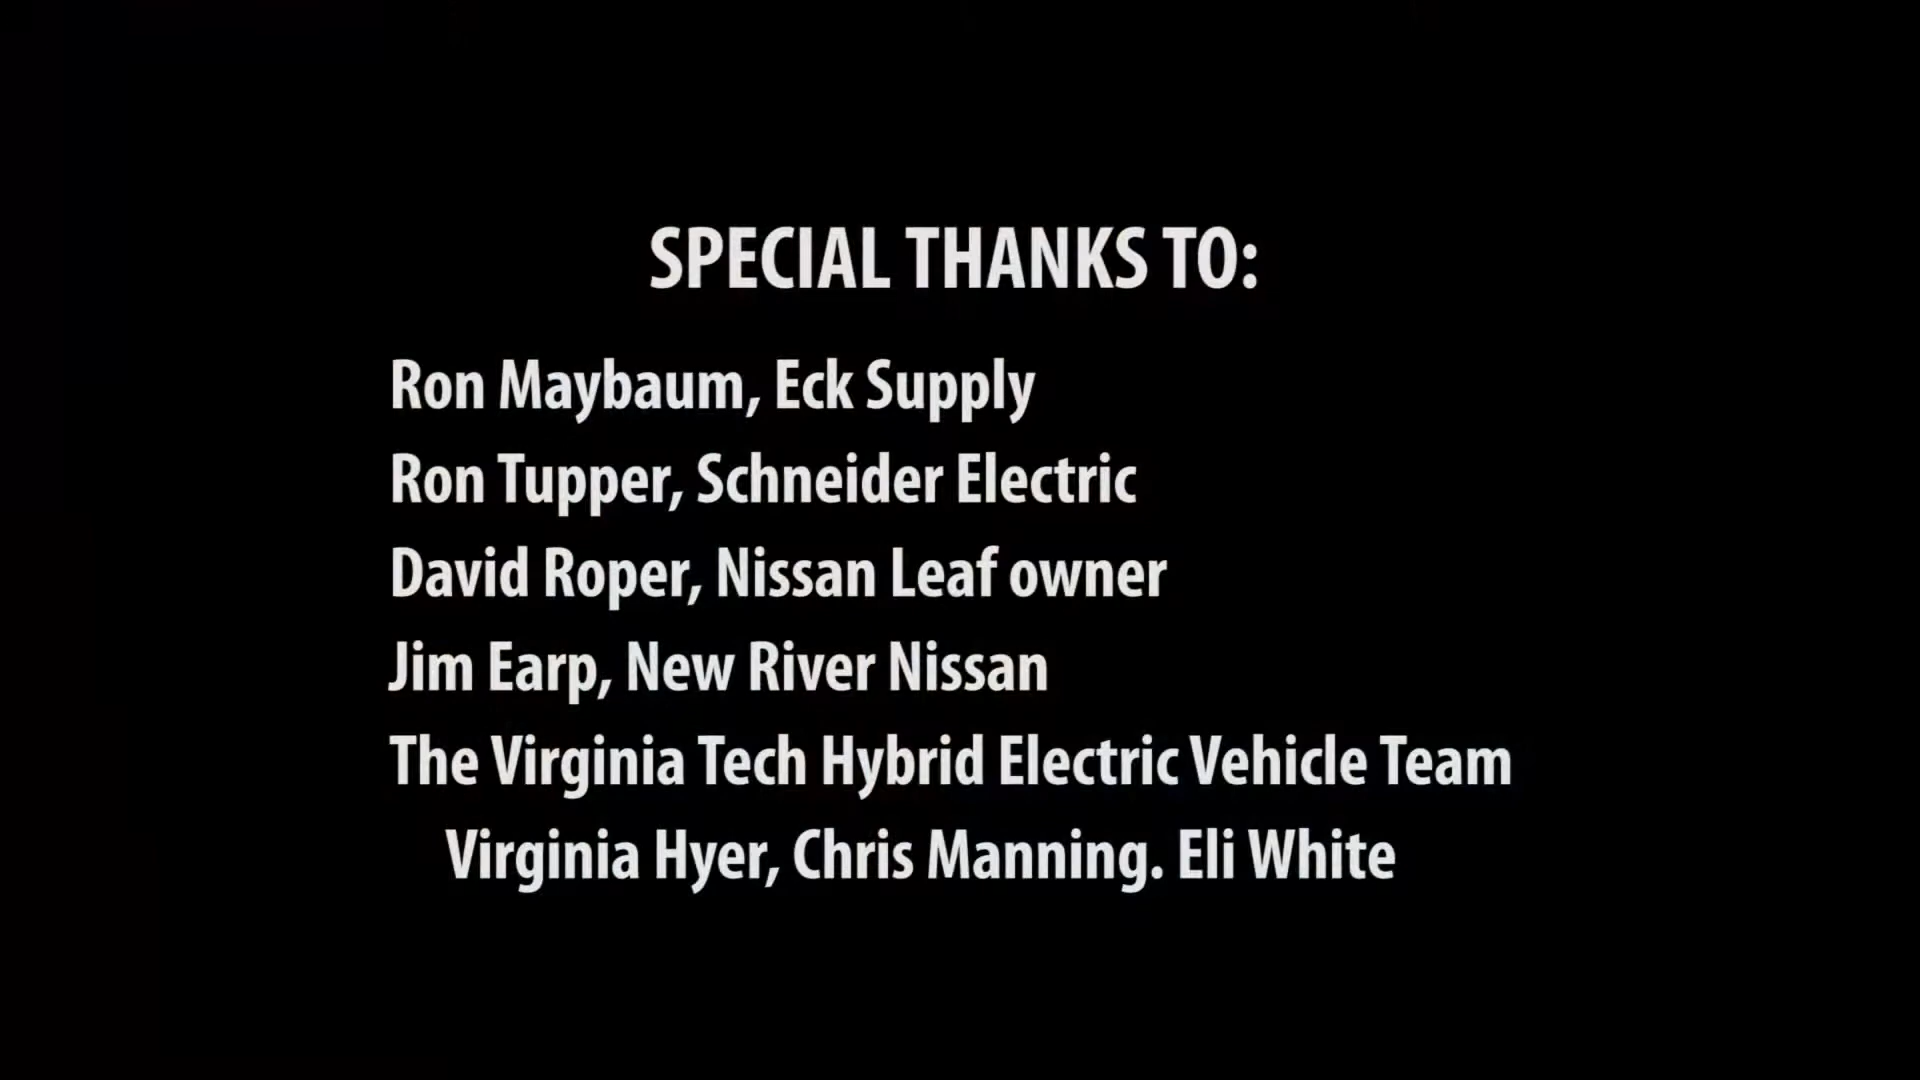 SPECIAL THANKS TO:
Ron Maybaum, Eck Supply
Ron Tupper, Schneider Electric
David Roper, Nissan Leaf owner
Jim Earp, New River Nissan
The Virginia Tech Hybrid Electric Vehicle Team
Virginia Hyer, Chris Manning. Eli White